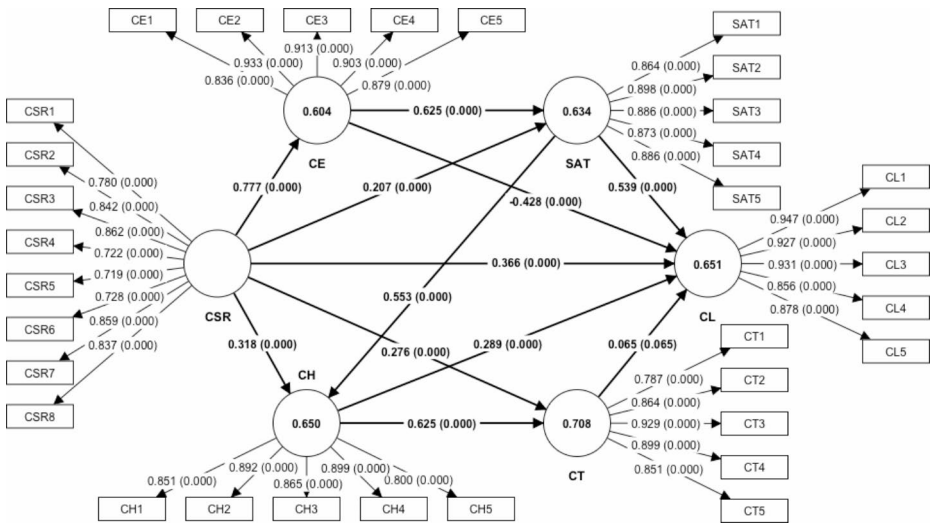 CE1 CE2 CE3 CE4 CE5
0.836 (0.000)
0.933 (0.000)
0.913 (0.000)
0.903 (0.000)
0.879 (0.000)
0.604
CE
SAT1
SAT2
SAT3
SAT4
SAT5
0.864 (0.000)
0.898 (0.000)
0.886 (0.000)
0.873 (0.000)
0.886 (0.000)
0.634
SAT
CSR1
CSR2
CSR3
CSR4
CSR5
CSR6
CSR7
CSR8
0.780 (0.000)
0.842 (0.000)
0.862 (0.000)
0.722 (0.000)
0.719 (0.000)
0.728 (0.000)
0.859 (0.000)
0.837 (0.000)
CSR
0.625 (0.000)
0.777 (0.000)
0.207 (0.000)
-0.428 (0.000)
0.539 (0.000)
0.366 (0.000)
0.553 (0.000)
0.318 (0.000)
0.276 (0.000)
0.289 (0.000)
0.065 (0.065)
0.625 (0.000)
0.651
CL
CL1
CL2
CL3
CL4
CL5
0.947 (0.000)
0.927 (0.000)
0.931 (0.000)
0.856 (0.000)
0.878 (0.000)
CH
0.650
0.851 (0.000)
0.892 (0.000)
0.865 (0.000)
0.899 (0.000)
0.800 (0.000)
CH1 CH2 CH3 CH4 CH5
0.708
CT
CT1
CT2
CT3
CT4
CT5
0.787 (0.000)
0.864 (0.000)
0.929 (0.000)
0.899 (0.000)
0.851 (0.000)